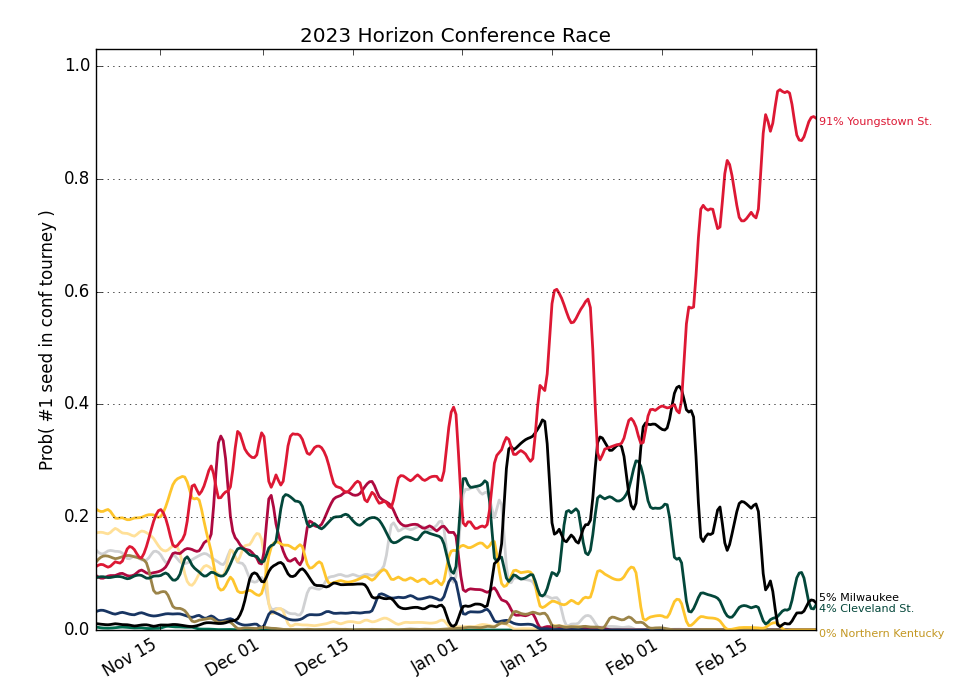 2023 Horizon Conference Race
1.0
0.8
0.6
0.4
0.2
0.0
Prob( #1 seed in conf tourney )
91% Youngstown St.
5% Milwaukee
4% Cleveland St.
0% Northern Kentucky
Nov 15
Dec 01
Dec 15
Jan 01
Jan 15
Feb 01
Feb 15